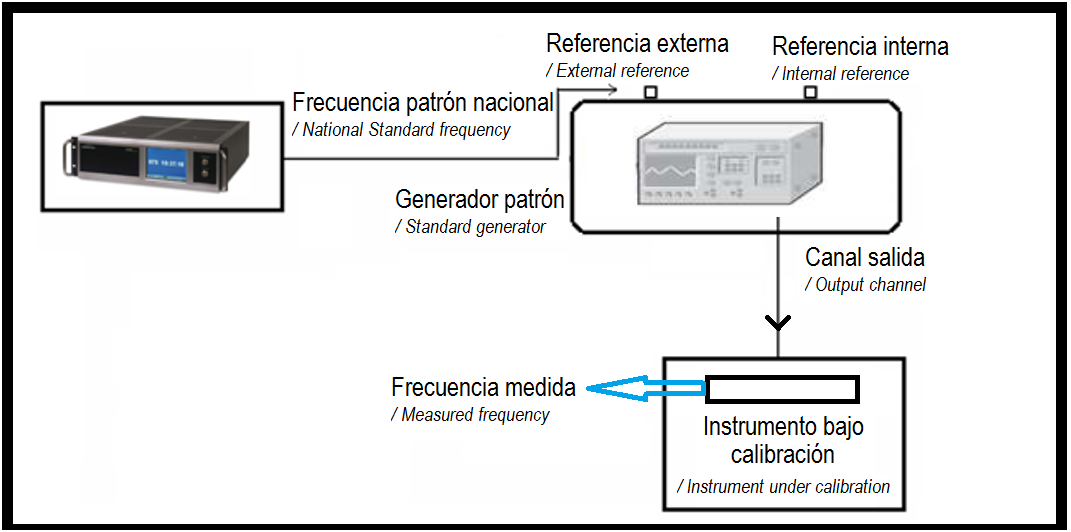 Referencia externa
/ External reference
Referencia interna
/ Internal reference
Frecuencia patrón nacional
/ National Standard frequency
Generador patrón
/ Standard generator
Canal salida
/ Output channel
Frecuencia medida
/ Measured frequency
Instrumento bajo
calibración
/ Instrument under calibration